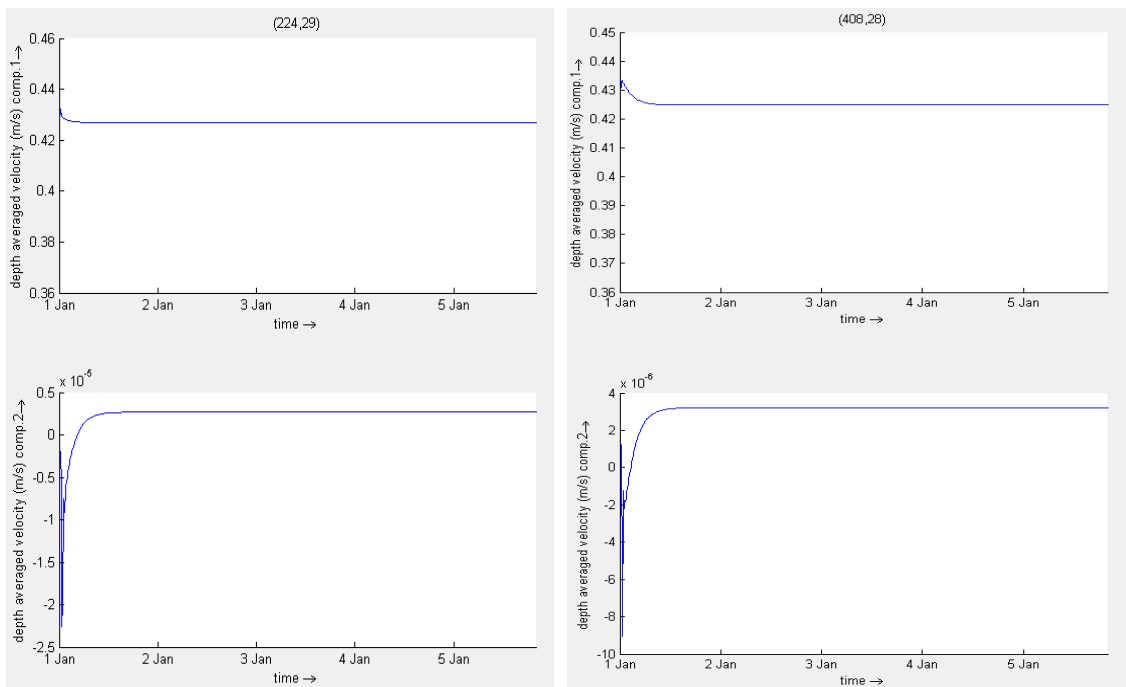 (224,29)
0.46
0.44
0.42
0.4
0.38
0.36
depth averaged velocity (m/s) comp.1→
1 Jan 2 Jan 3 Jan 4 Jan 5 Jan
time →
(408,28)
0.45
0.44
0.43
0.42
0.41
0.4
0.39
0.38
0.37
0.36
depth averaged velocity (m/s) comp.1→
1 Jan 2 Jan 3 Jan 4 Jan 5 Jan
time →
x 10⁻⁵
0.5
0
-0.5
-1
-1.5
-2
-2.5
depth averaged velocity (m/s) comp.2→
1 Jan 2 Jan 3 Jan 4 Jan 5 Jan
time →
x 10⁻⁶
4
2
0
-2
-4
-6
-8
-10
depth averaged velocity (m/s) comp.2→
1 Jan 2 Jan 3 Jan 4 Jan 5 Jan
time →